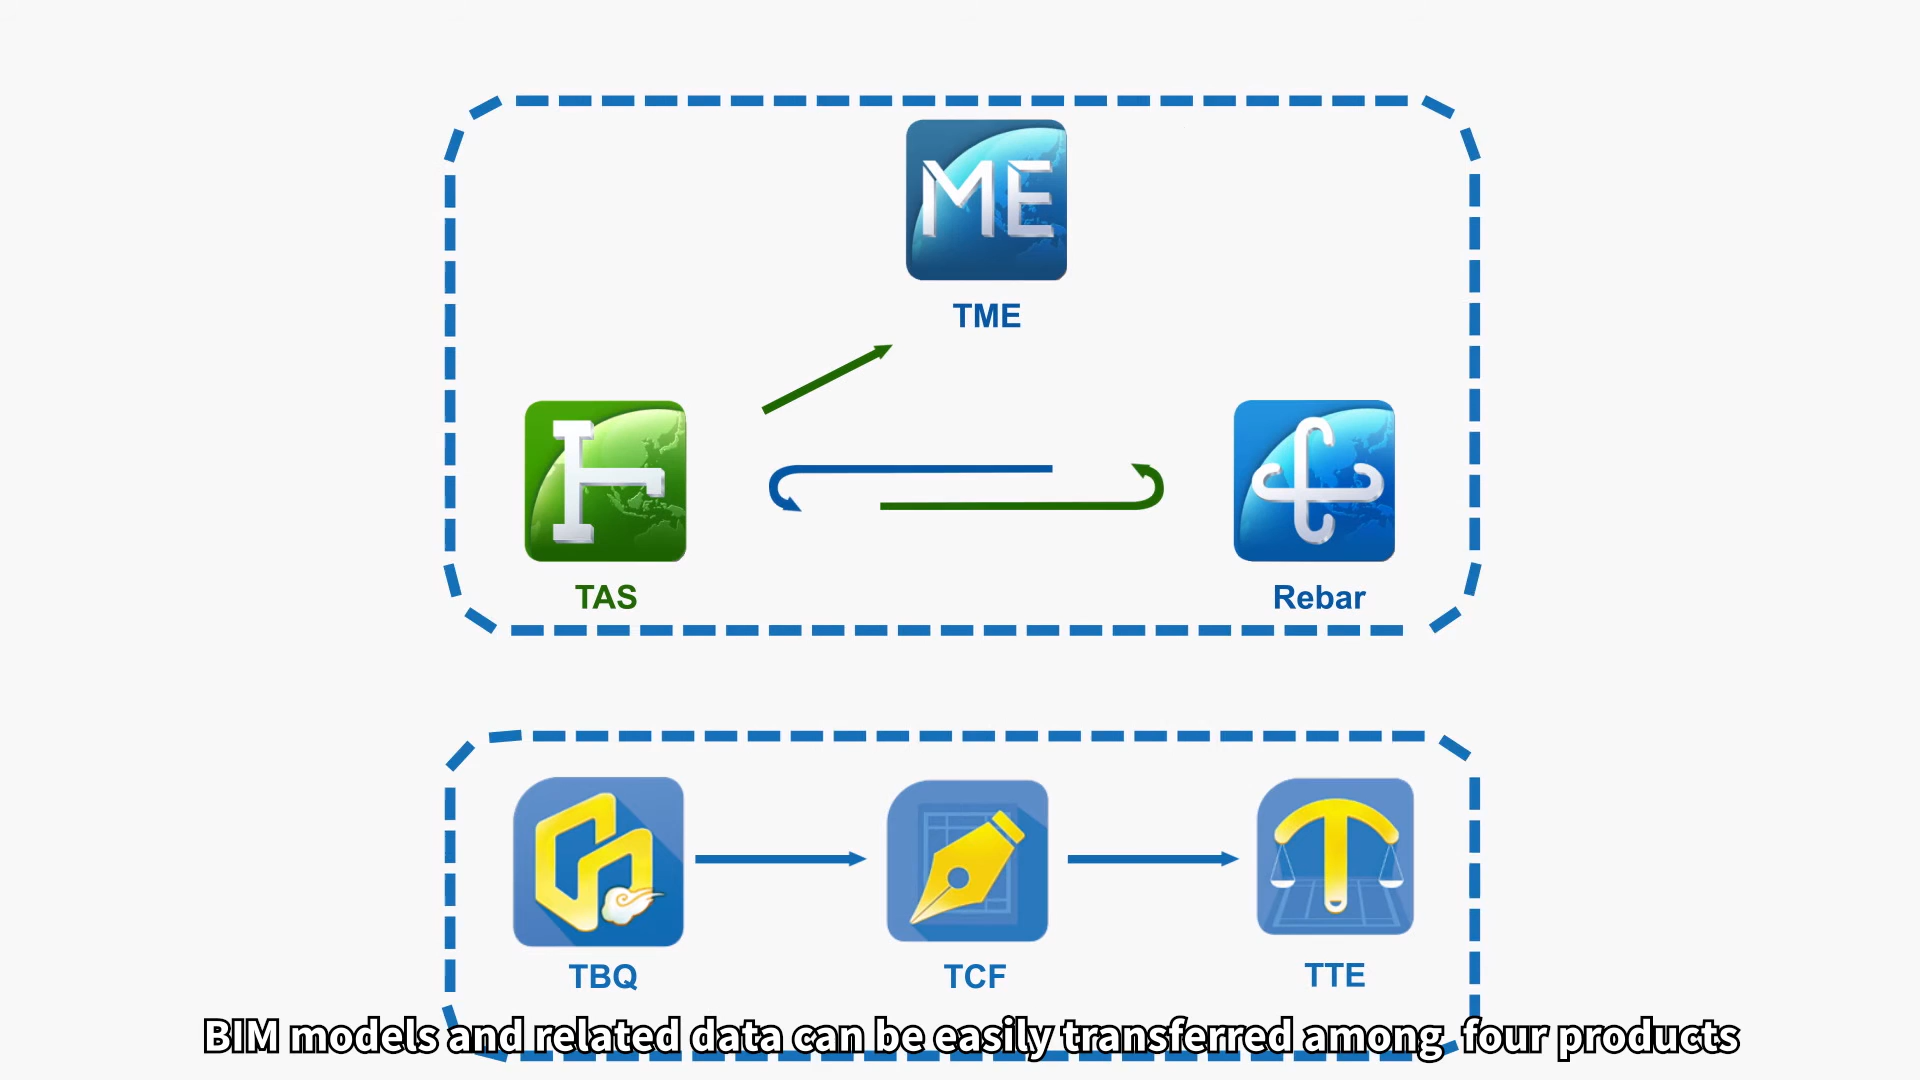 ME
TME
TAS
Rebar
TBQ
TCF
TTE
BIM models and related data can be easily transferred among four products